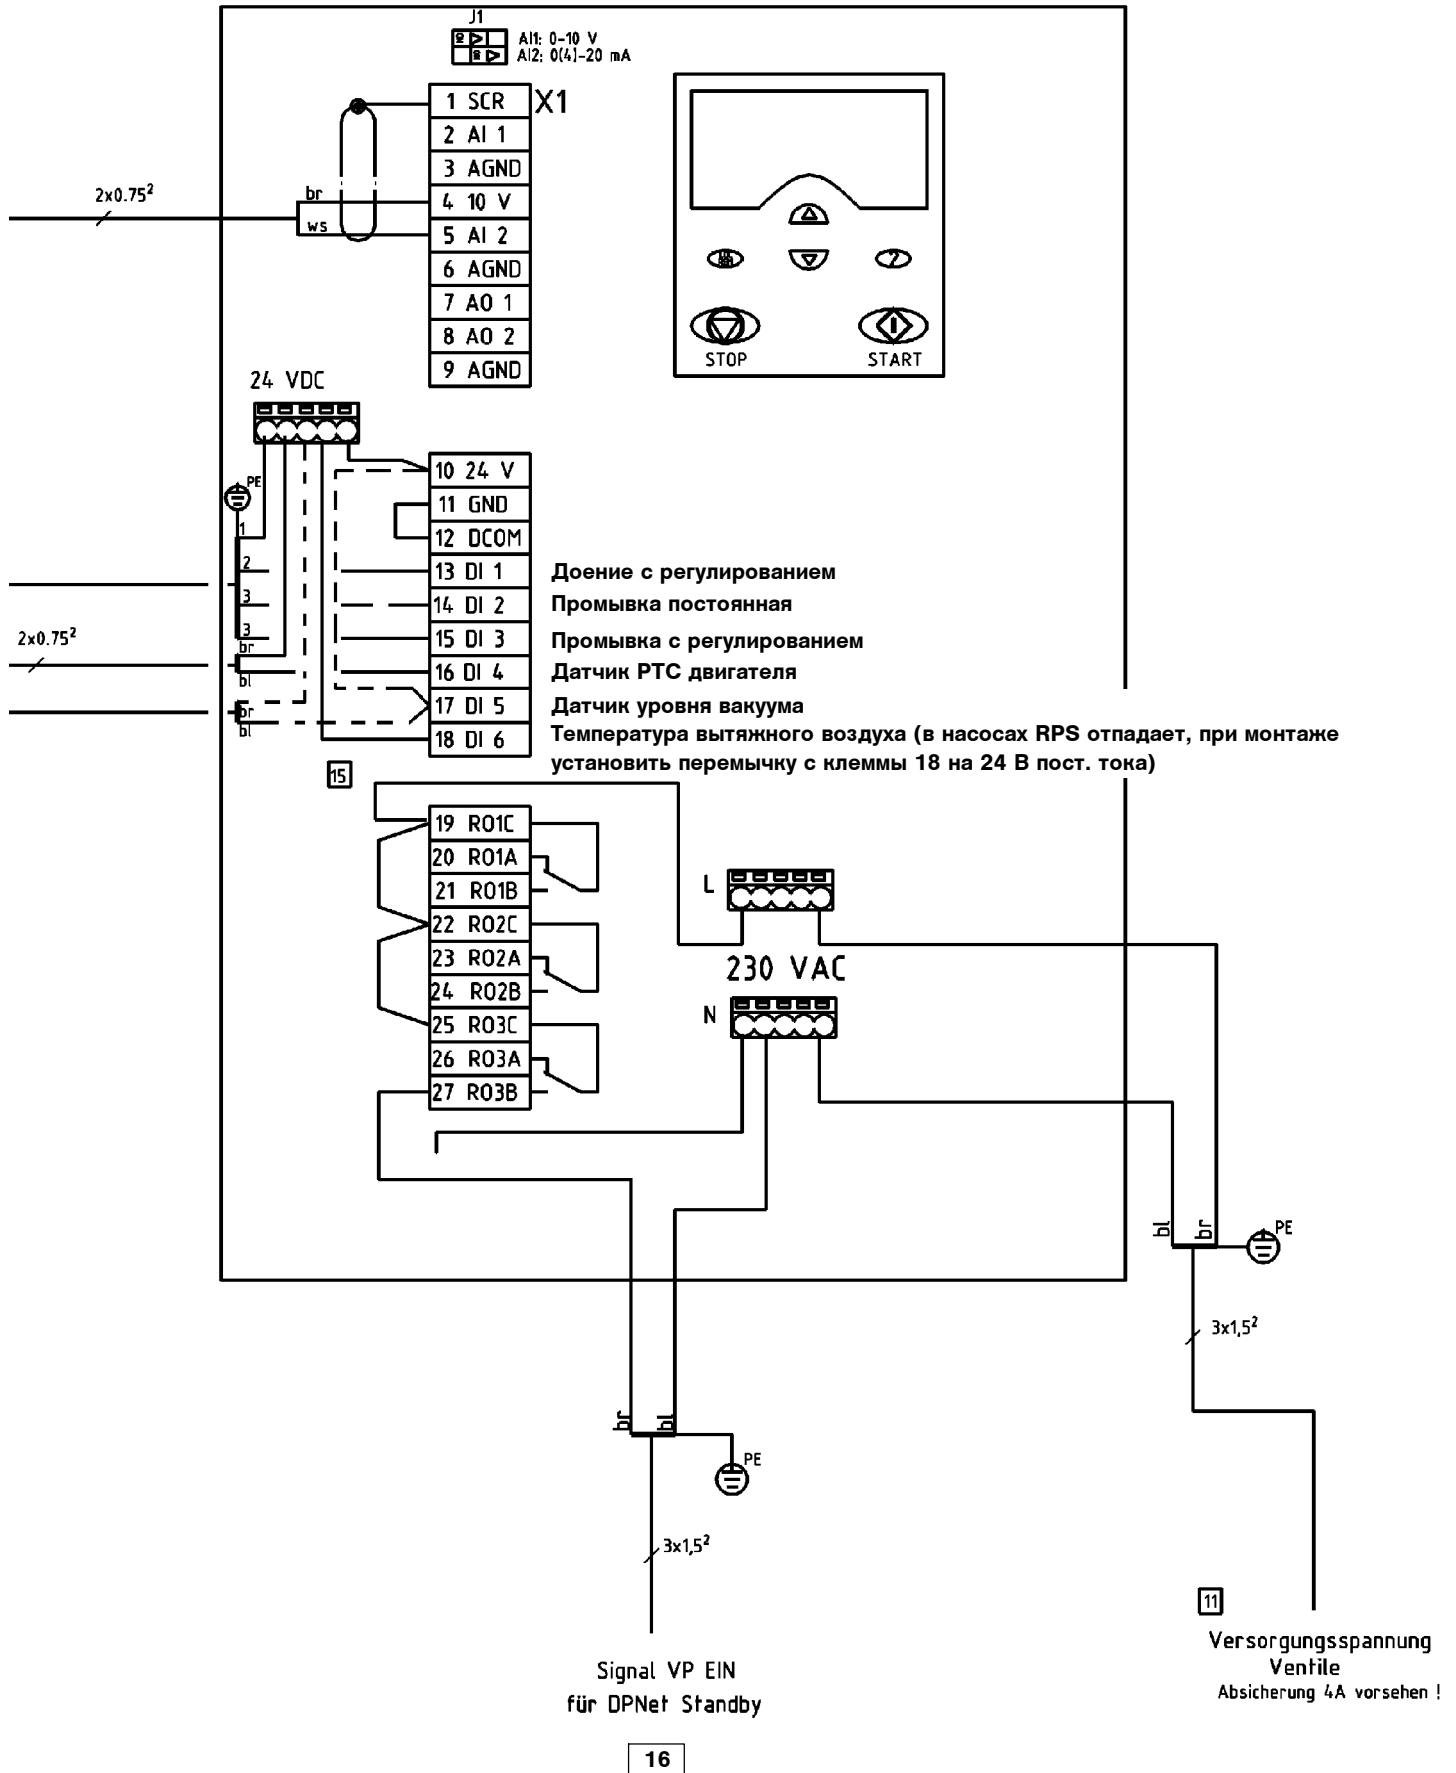 J1
AI1: 0-10 V
AI2: 0(4)-20 mA
X1
1 SCR
2 AI 1
3 AGND
4 10 V
5 AI 2
6 AGND
7 AO 1
8 AO 2
9 AGND
2x0.75²
br
ws
?
STOP
START
24 VDC
PE
1
2
3
3
br
bl
br
bl
2x0.75²
10 24 V
11 GND
12 DCOM
13 DI 1 Доение с регулированием
14 DI 2 Промывка постоянная
15 DI 3 Промывка с регулированием
16 DI 4 Датчик PTC двигателя
17 DI 5 Датчик уровня вакуума
18 DI 6 Температура вытяжного воздуха (в насосах RPS отпадает, при монтаже
установить перемычку с клеммы 18 на 24 В пост. тока)
15
19 RO1C
20 RO1A
21 RO1B
22 RO2C
23 RO2A
24 RO2B
25 RO3C
26 RO3A
27 RO3B
L
230 VAC
N
bl
br
PE
3x1,5²
br
bl
PE
3x1,5²
11
Versorgungsspannung
Ventile
Absicherung 4A vorsehen !
Signal VP EIN
für DPNet Standby
16